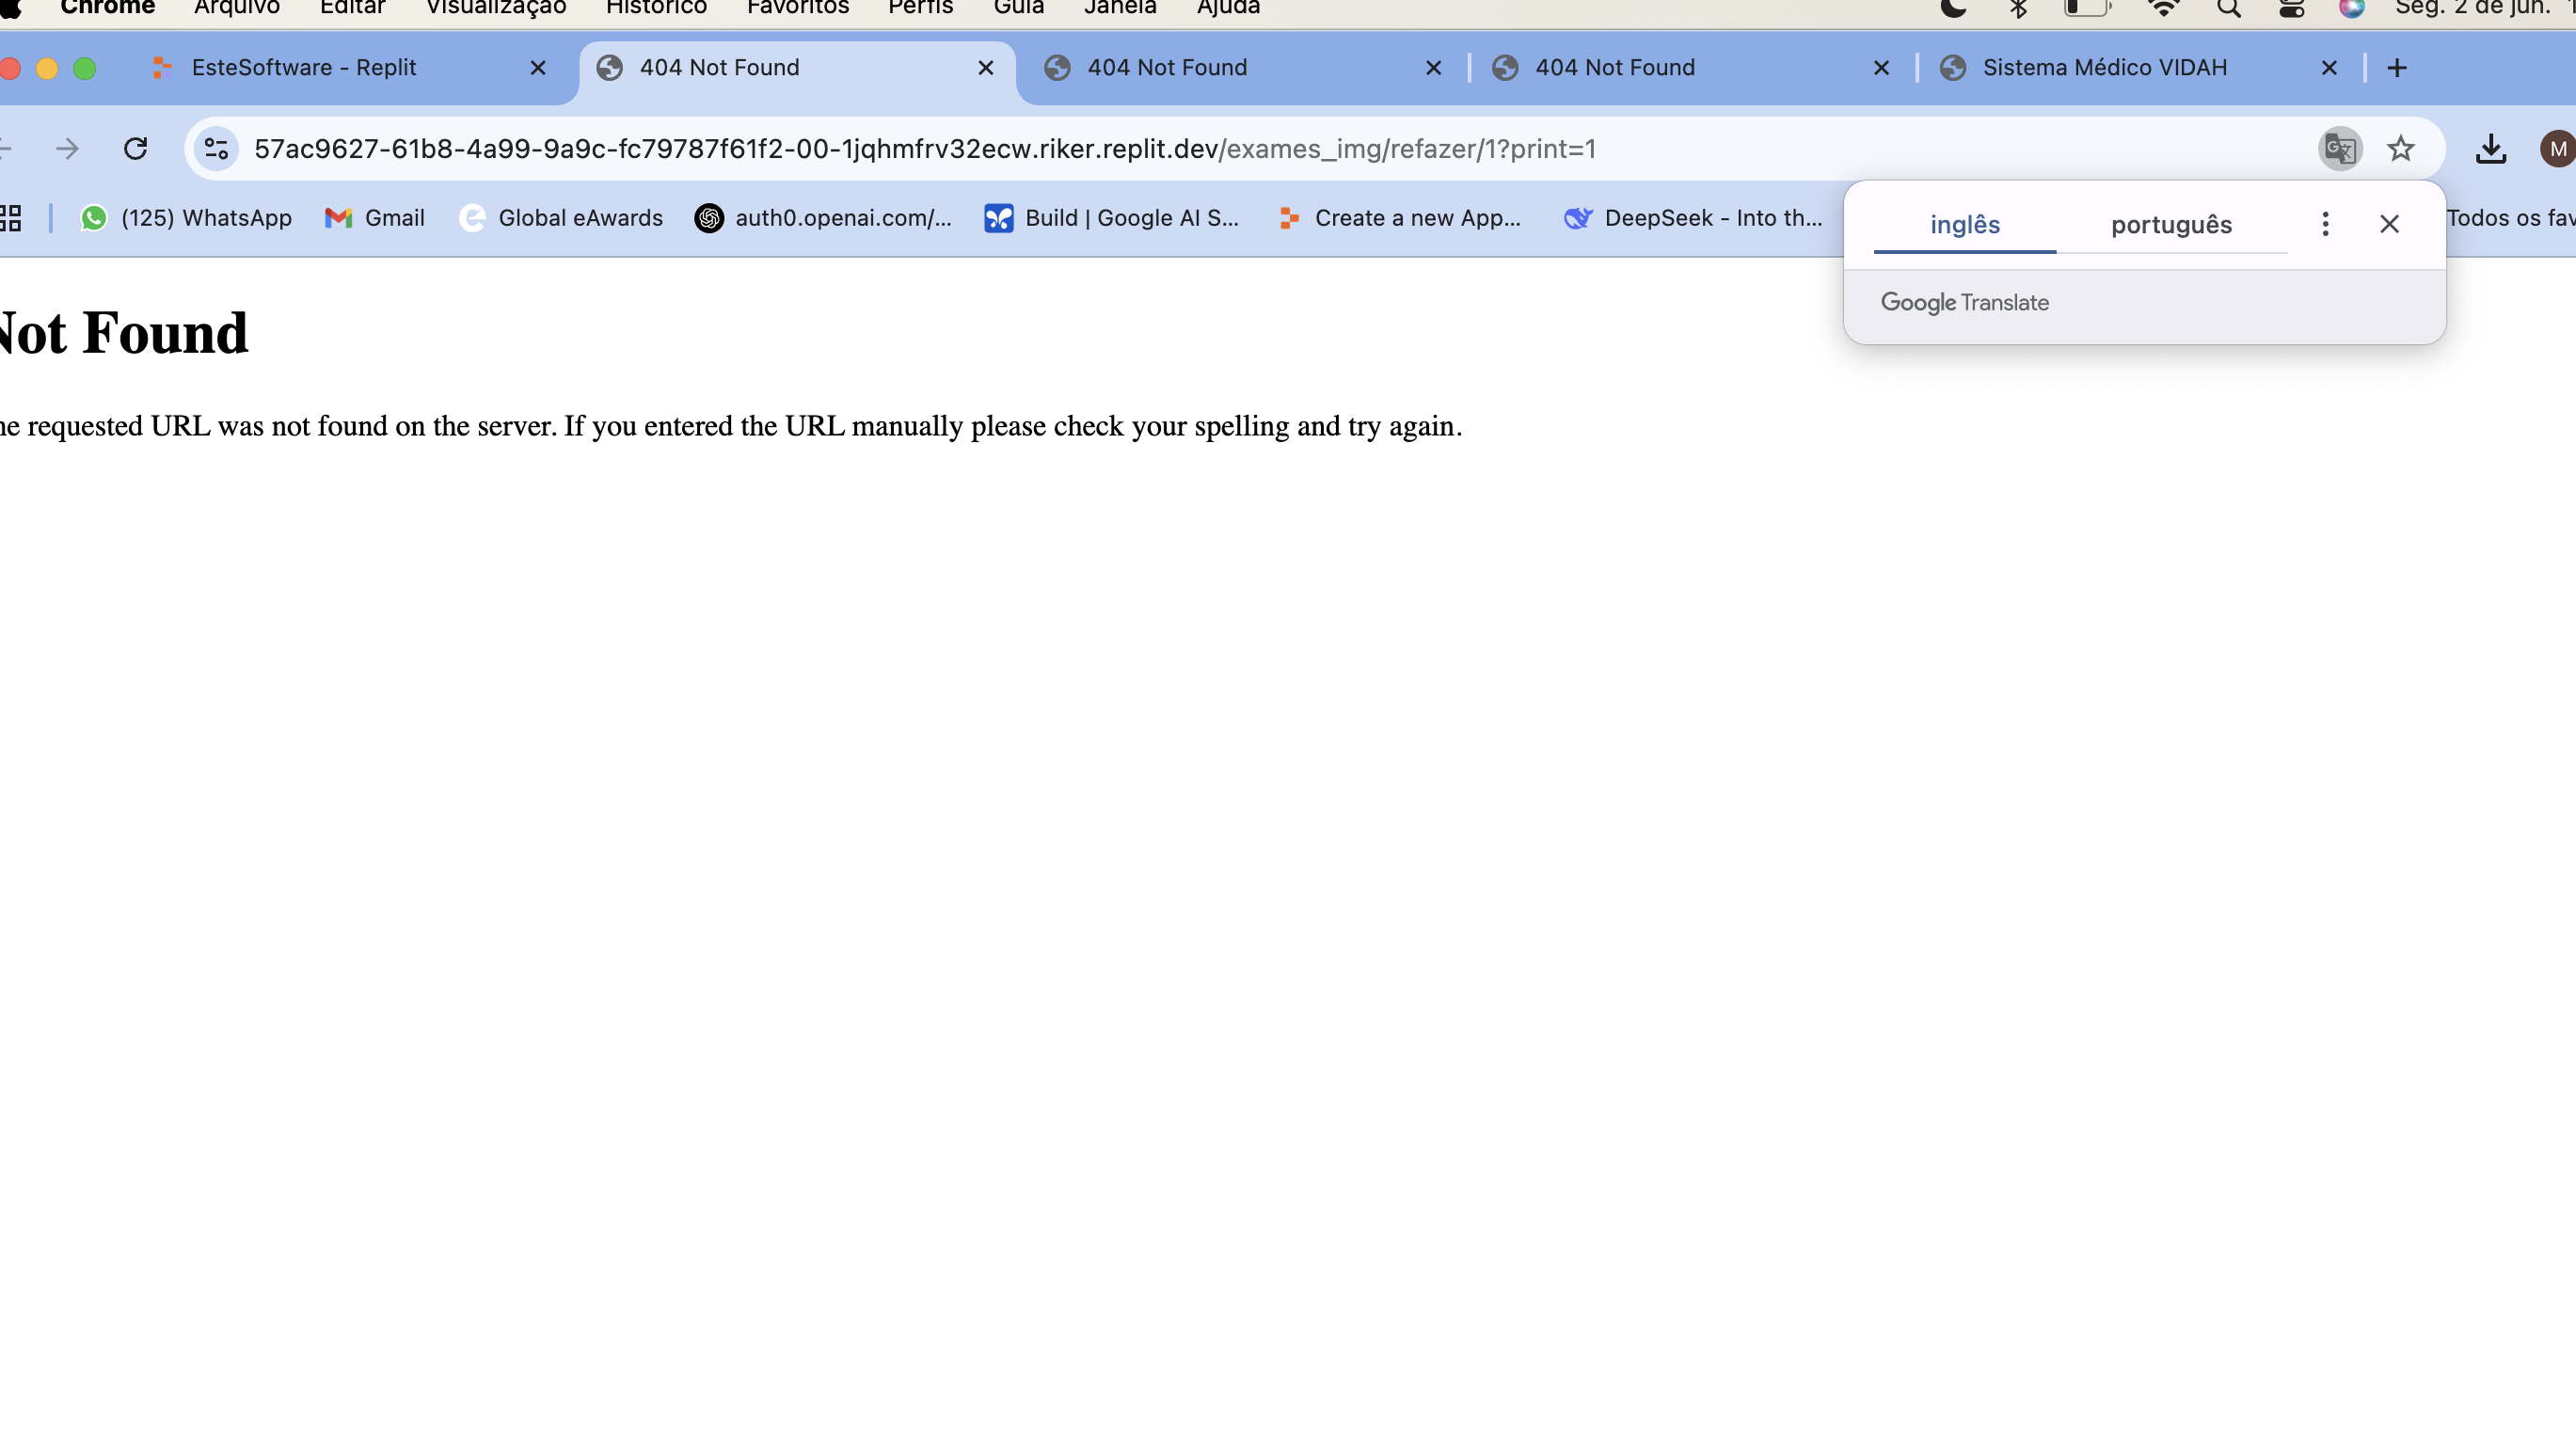 Chrome Arquivo Editar Visualização Histórico Favoritos Perfis Guia Janela Ajuda Seg. 2 de jun.
EsteSoftware - Replit 404 Not Found 404 Not Found 404 Not Found Sistema Médico VIDAH
57ac9627-61b8-4a99-9a9c-fc79787f61f2-00-1jqhmfrv32ecw.riker.replit.dev/exames_img/refazer/1?print=1 M
(125) WhatsApp Gmail Global eAwards auth0.openai.com/... Build | Google AI S... Create a new App... DeepSeek - Into th... Todos os fav
inglês português
Google Translate
Not Found
he requested URL was not found on the server. If you entered the URL manually please check your spelling and try again.